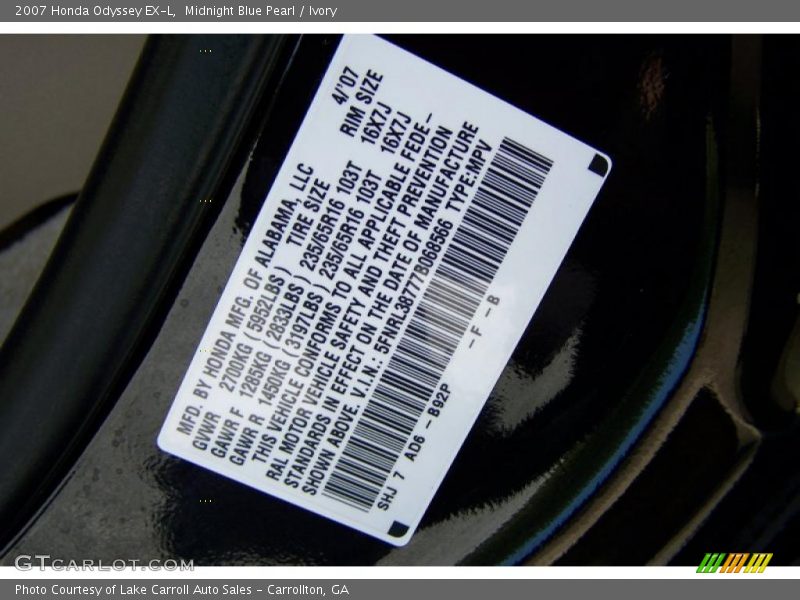 2007 Honda Odyssey EX-L,  Midnight Blue Pearl / Ivory
MFD. BY HONDA MFG. OF ALABAMA, LLC 4/'07
GVWR 2700KG (5952LBS) TIRE SIZE RIM SIZE
GAWR F 1285KG (2833LBS) 235/65R16 103T 16X7J
GAWR R 1450KG (3197LBS) 235/65R16 103T 16X7J
THIS VEHICLE CONFORMS TO ALL APPLICABLE FEDE-
RAL MOTOR VEHICLE SAFETY AND THEFT PREVENTION
STANDARDS IN EFFECT ON THE DATE OF MANUFACTURE
SHOWN ABOVE. V.I.N.: 5FNRL38777B069566 TYPE:MPV
SHJ 7 AD6 -B92P -F -B
GTcarlot.com
Photo Courtesy of Lake Carroll Auto Sales - Carrollton, GA